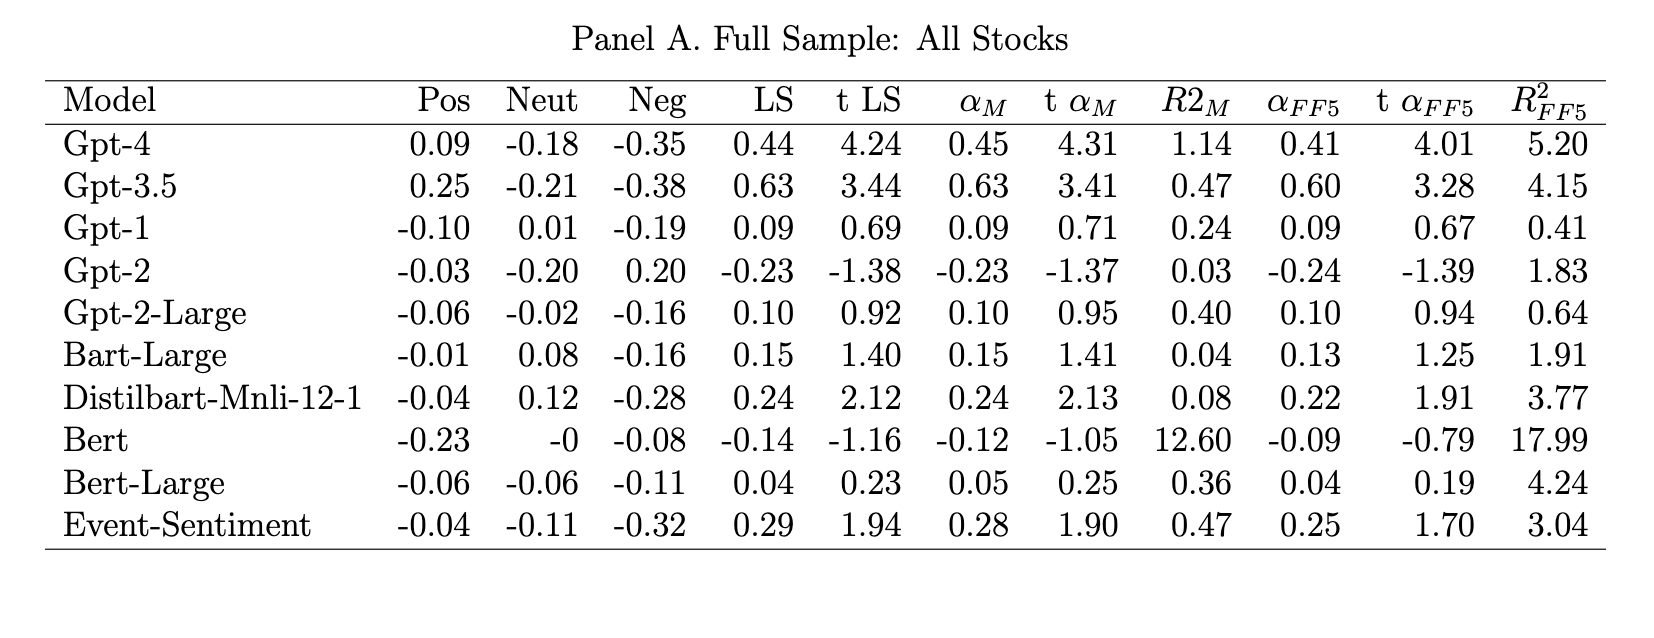 Panel A. Full Sample: All Stocks
Model Pos Neut Neg LS t LS α_M t α_M R2_M α_FF5 t α_FF5 R²_FF5
Gpt-4 0.09 -0.18 -0.35 0.44 4.24 0.45 4.31 1.14 0.41 4.01 5.20
Gpt-3.5 0.25 -0.21 -0.38 0.63 3.44 0.63 3.41 0.47 0.60 3.28 4.15
Gpt-1 -0.10 0.01 -0.19 0.09 0.69 0.09 0.71 0.24 0.09 0.67 0.41
Gpt-2 -0.03 -0.20 0.20 -0.23 -1.38 -0.23 -1.37 0.03 -0.24 -1.39 1.83
Gpt-2-Large -0.06 -0.02 -0.16 0.10 0.92 0.10 0.95 0.40 0.10 0.94 0.64
Bart-Large -0.01 0.08 -0.16 0.15 1.40 0.15 1.41 0.04 0.13 1.25 1.91
Distilbart-Mnli-12-1 -0.04 0.12 -0.28 0.24 2.12 0.24 2.13 0.08 0.22 1.91 3.77
Bert -0.23 -0 -0.08 -0.14 -1.16 -0.12 -1.05 12.60 -0.09 -0.79 17.99
Bert-Large -0.06 -0.06 -0.11 0.04 0.23 0.05 0.25 0.36 0.04 0.19 4.24
Event-Sentiment -0.04 -0.11 -0.32 0.29 1.94 0.28 1.90 0.47 0.25 1.70 3.04